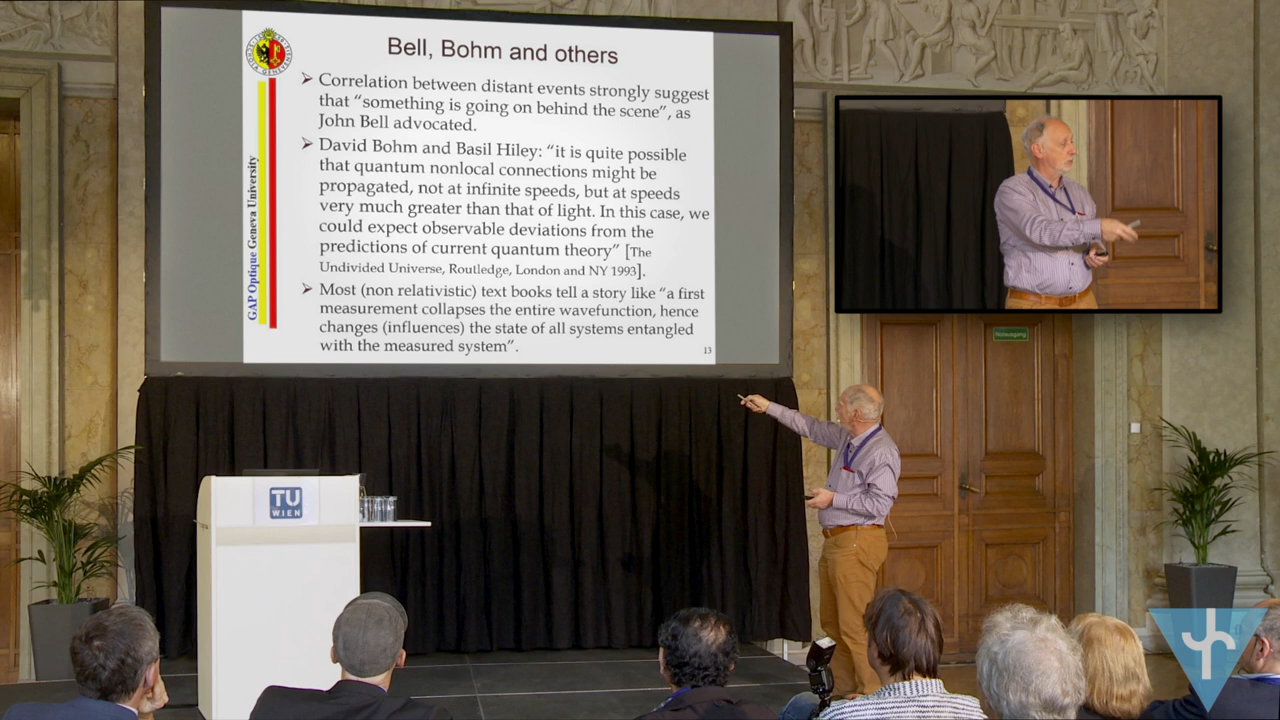 Bell, Bohm and others
➢ Correlation between distant events strongly suggest
that “something is going on behind the scene”, as
John Bell advocated.
➢ David Bohm and Basil Hiley: “it is quite possible
that quantum nonlocal connections might be
propagated, not at infinite speeds, but at speeds
very much greater than that of light. In this case, we
could expect observable deviations from the
predictions of current quantum theory” [The
Undivided Universe, Routledge, London and NY 1993].
➢ Most (non relativistic) text books tell a story like “a first
measurement collapses the entire wavefunction, hence
changes (influences) the state of all systems entangled
with the measured system”.
13
GAP Optique Geneva University
Notausgang
TU
WIEN